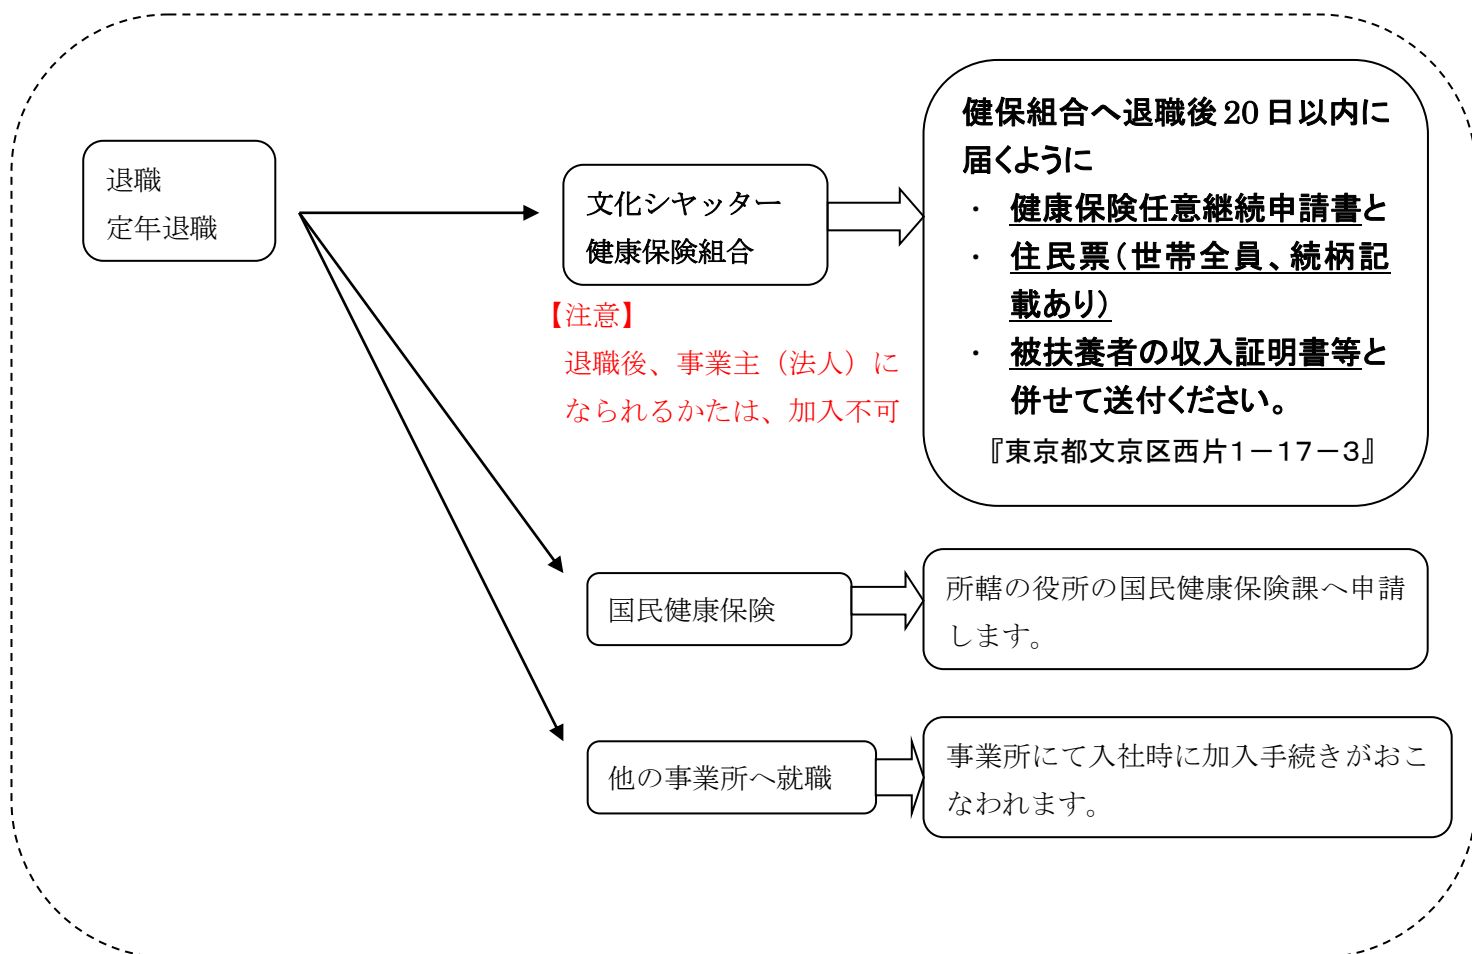 退職
定年退職
文化シヤッター
健康保険組合
【注意】
退職後、事業主（法人）に
なられるかたは、加入不可
健保組合へ退職後 20 日以内に
届くように
・ 健康保険任意継続申請書と
・ 住民票（世帯全員、続柄記
載あり）
・ 被扶養者の収入証明書等と
併せて送付ください。
『東京都文京区西片１－１７－３』
国民健康保険
所轄の役所の国民健康保険課へ申請
します。
他の事業所へ就職
事業所にて入社時に加入手続きがおこ
なわれます。